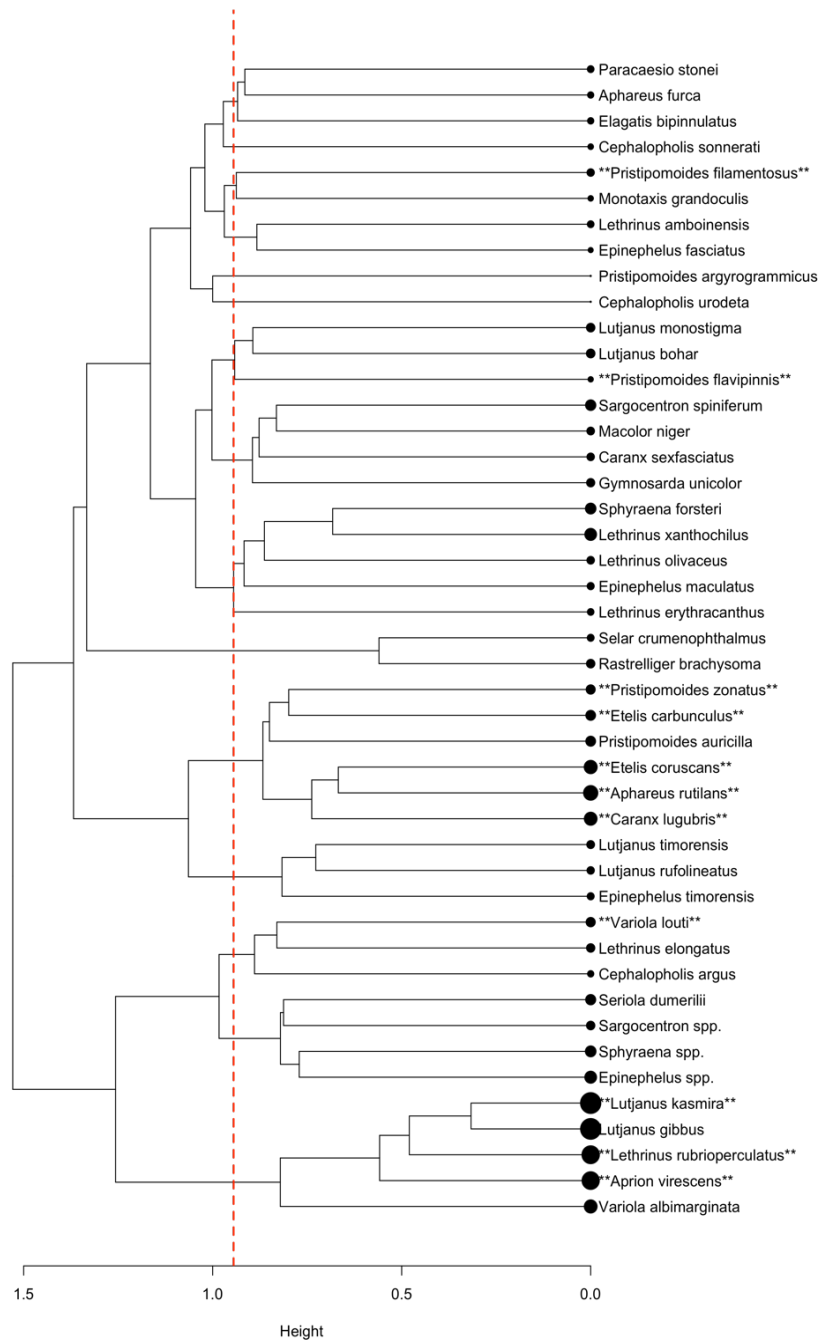 Paracaesio stonei
Aphareus furca
Elagatis bipinnulatus
Cephalopholis sonnerati
**Pristipomoides filamentosus**
Monotaxis grandoculis
Lethrinus amboinensis
Epinephelus fasciatus
Pristipomoides argyrogrammicus
Cephalopholis urodeta
Lutjanus monostigma
Lutjanus bohar
**Pristipomoides flavipinnis**
Sargocentron spiniferum
Macolor niger
Caranx sexfasciatus
Gymnosarda unicolor
Sphyraena forsteri
Lethrinus xanthochilus
Lethrinus olivaceus
Epinephelus maculatus
Lethrinus erythracanthus
Selar crumenophthalmus
Rastrelliger brachysoma
**Pristipomoides zonatus**
**Etelis carbunculus**
Pristipomoides auricilla
**Etelis coruscans**
**Aphareus rutilans**
**Caranx lugubris**
Lutjanus timorensis
Lutjanus rufolineatus
Epinephelus timorensis
**Variola louti**
Lethrinus elongatus
Cephalopholis argus
Seriola dumerilii
Sargocentron spp.
Sphyraena spp.
Epinephelus spp.
**Lutjanus kasmira**
Lutjanus gibbus
**Lethrinus rubrioperculatus**
**Aprion virescens**
Variola albimarginata
1.5 1.0 0.5 0.0
Height